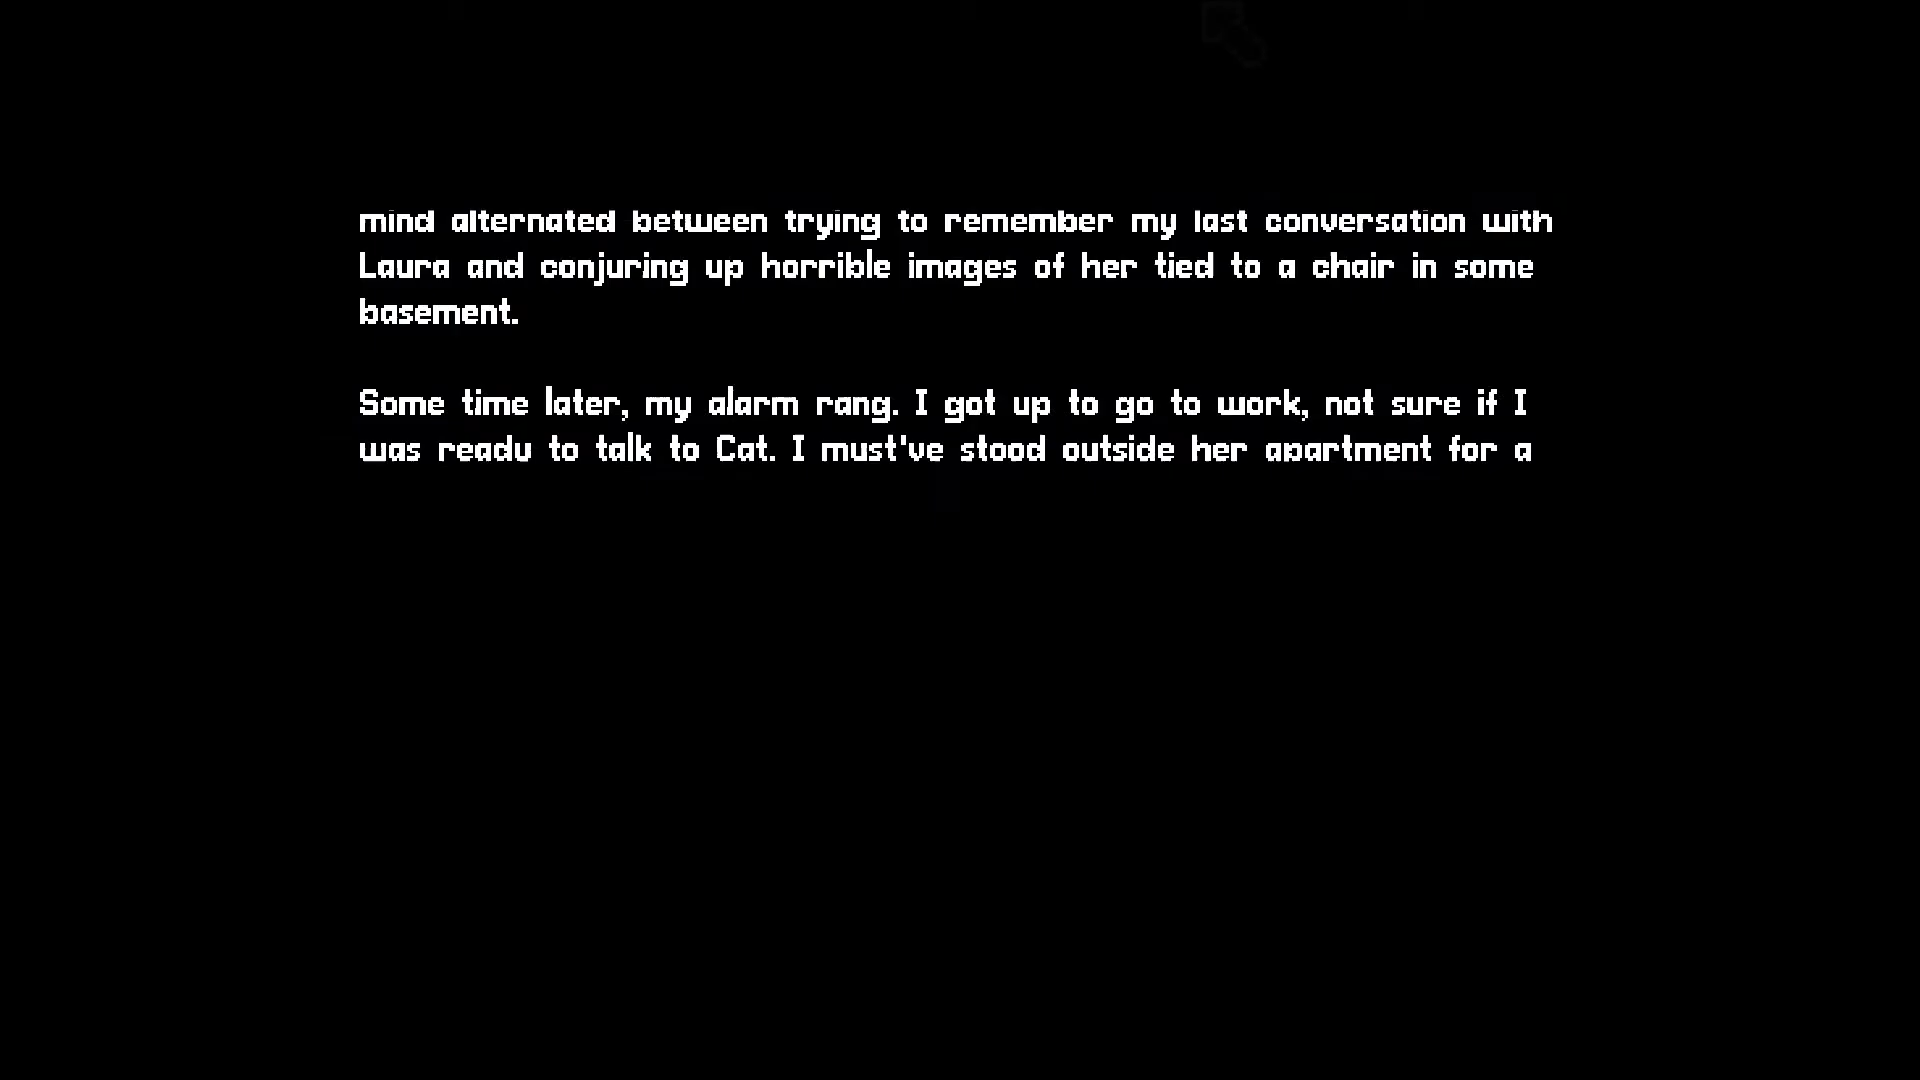 mind alternated between trying to remember my last conversation with
Laura and conjuring up horrible images of her tied to a chair in some
basement.
Some time later, my alarm rang. I got up to go to work, not sure if I
was ready to talk to Cat. I must've stood outside her apartment for a